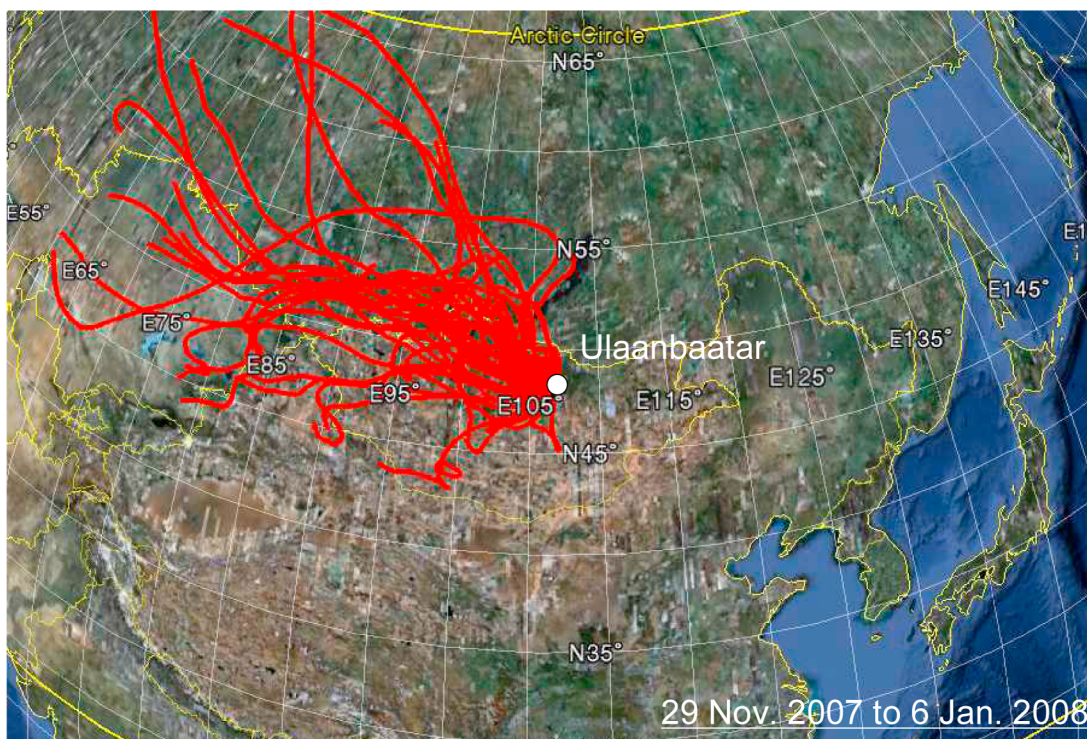 Arctic Circle
N65°
E55°
N55°
E1
E65°
E145°
E75°
E135°
Ulaanbaatar
E85°
E125°
E95°
E105°
E115°
N45°
N35°
29 Nov. 2007 to 6 Jan. 2008